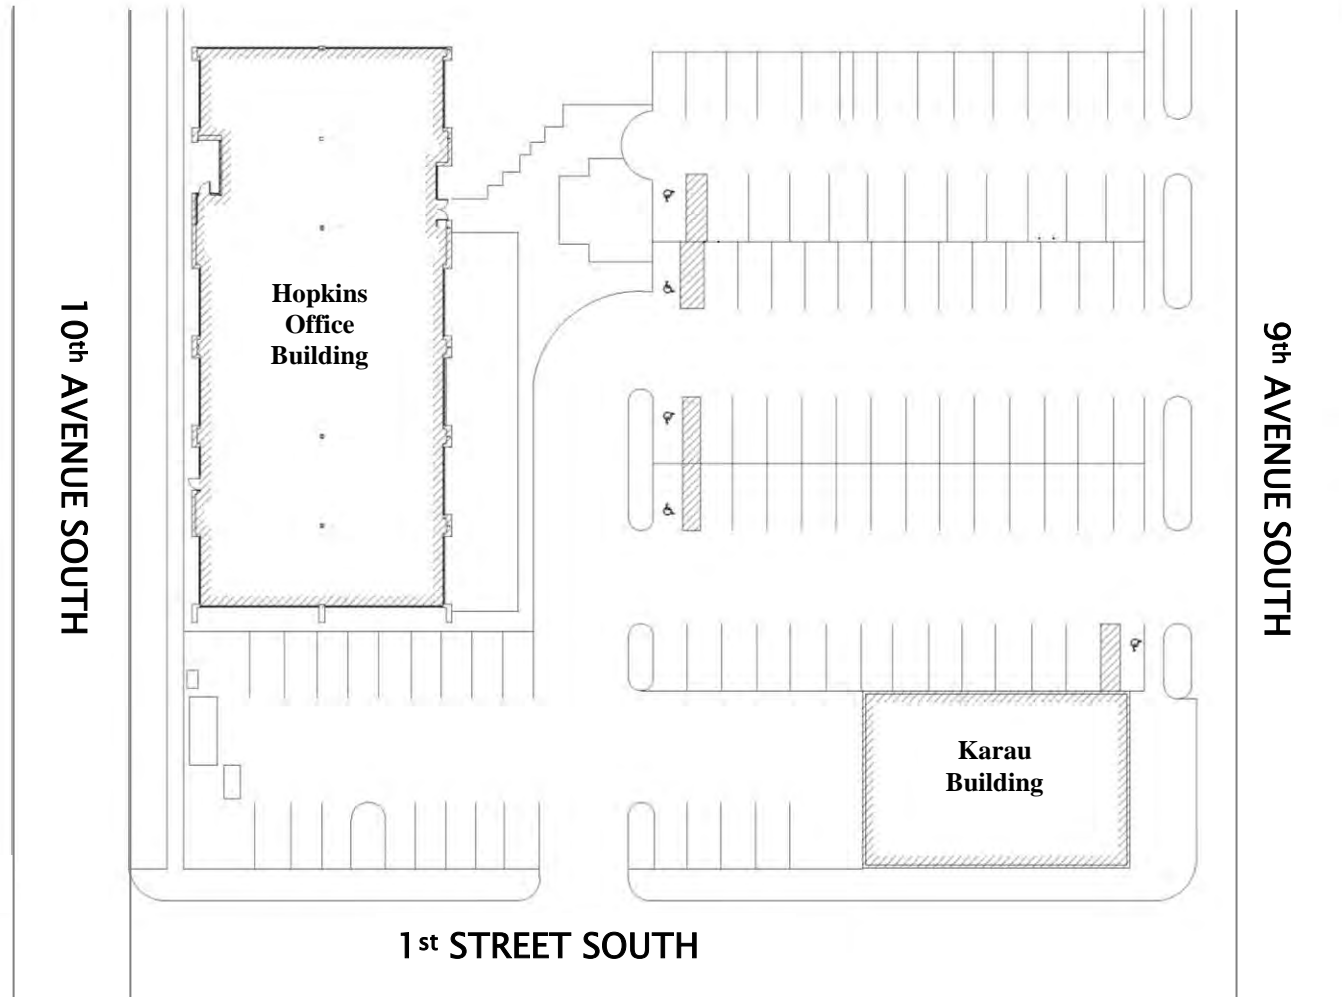 Hopkins
Office
Building
10th AVENUE SOUTH
9th AVENUE SOUTH
Karau
Building
1st STREET SOUTH